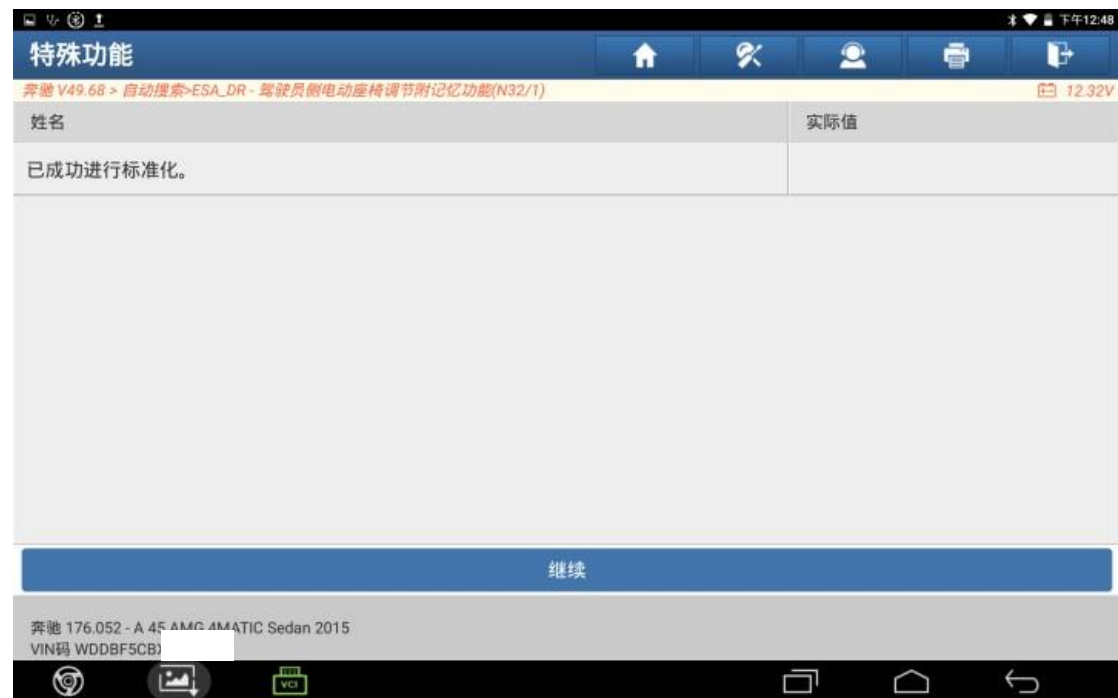 下午12:48
特殊功能
奔驰 V49.68 > 自动搜索>ESA_DR - 驾驶员侧电动座椅调节附记忆功能(N32/1)
12.32V
姓名
实际值
已成功进行标准化。
继续
奔驰 176.052 - A 45 AMG 4MATIC Sedan 2015
VIN码 WDDBF5CB
VCI